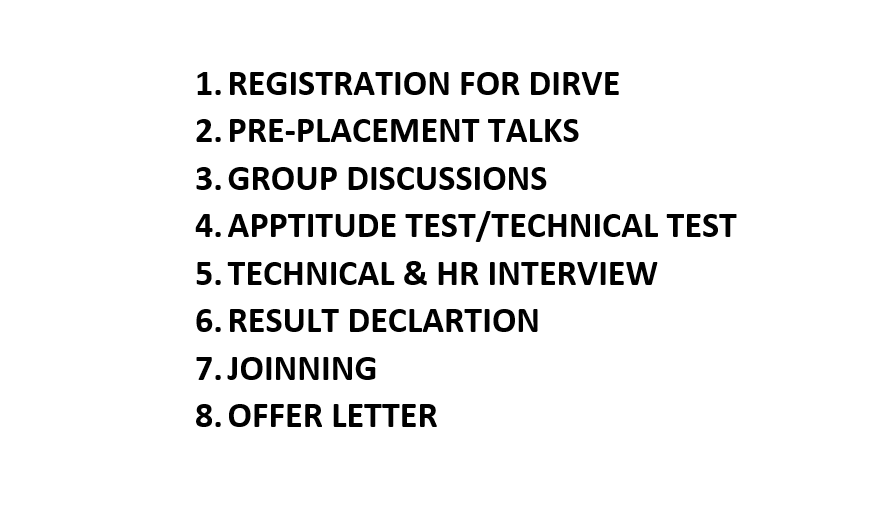 1. REGISTRATION FOR DIRVE
2. PRE-PLACEMENT TALKS
3. GROUP DISCUSSIONS
4. APPTITUDE TEST/TECHNICAL TEST
5. TECHNICAL & HR INTERVIEW
6. RESULT DECLARTION
7. JOINNING
8. OFFER LETTER